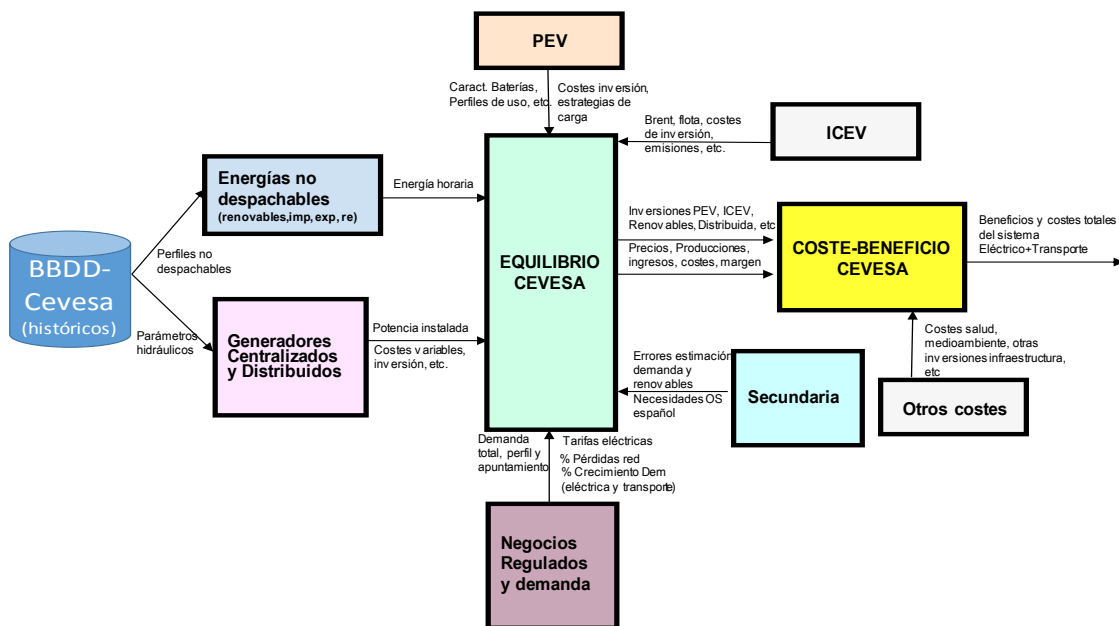 PEV
Caract. Baterías,
Perfiles de uso, etc.
Costes inversión,
estrategias de
carga
Brent, flota, costes
de inversión,
emisiones, etc.
ICEV
Energías no
despachables
(renovables,imp, exp, re)
Energía horaria
Perfiles no
despachables
BBDD-
Cevesa
(históricos)
Parámetros
hidráulicos
Generadores
Centralizados
y Distribuidos
Potencia instalada
Costes variables,
inversión, etc.
EQUILIBRIO
CEVESA
Inversiones PEV, ICEV,
Renovables, Distribuida, etc
Precios, Producciones,
ingresos, costes, margen
COSTE-BENEFICIO
CEVESA
Beneficios y costes totales
del sistema
Eléctrico+Transporte
Errores estimación
demanda y
renovables
Necesidades OS
español
Secundaria
Costes salud,
medioambiente, otras
inversiones infraestructura,
etc
Otros costes
Demanda
total, perfil y
apuntamiento
Tarifas eléctricas
% Pérdidas red
% Crecimiento Dem
(eléctrica y transporte)
Negocios
Regulados
y demanda